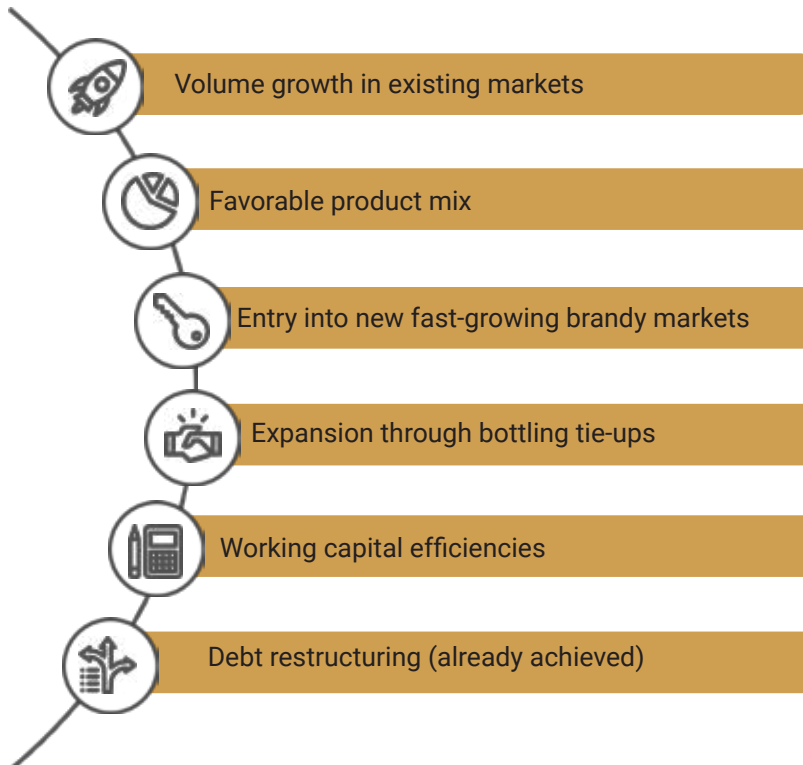 Volume growth in existing markets
Favorable product mix
Entry into new fast-growing brandy markets
Expansion through bottling tie-ups
Working capital efficiencies
Debt restructuring (already achieved)